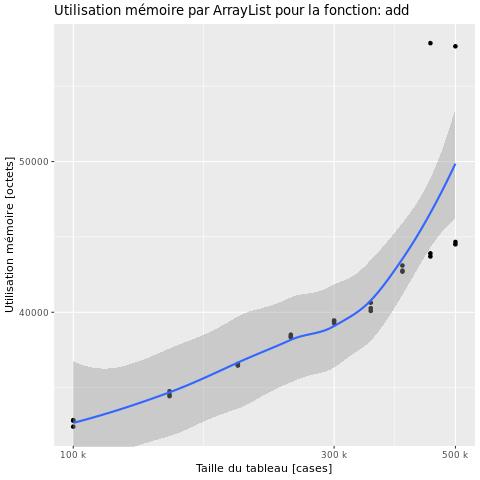 Utilisation mémoire par ArrayList pour la fonction: add
Utilisation mémoire [octets]
50000
40000
100 k
300 k
500 k
Taille du tableau [cases]